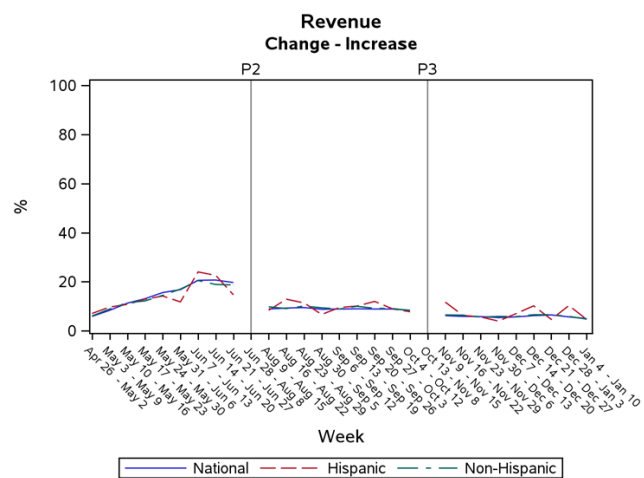 Revenue
Change - Increase
P2
P3
100
80
60
40
20
0
%
Apr 26 - May 2
May 3 - May 9
May 10 - May 16
May 17 - May 23
May 24 - May 30
May 31 - Jun 6
Jun 7 - Jun 13
Jun 14 - Jun 20
Jun 21 - Jun 27
Jun 28 - Aug 8
Aug 9 - Aug 15
Aug 16 - Aug 22
Aug 23 - Aug 29
Aug 30 - Sep 5
Sep 6 - Sep 12
Sep 13 - Sep 19
Sep 20 - Sep 26
Sep 27 - Oct 3
Oct 4 - Oct 12
Oct 13 - Nov 8
Nov 9 - Nov 15
Nov 16 - Nov 22
Nov 23 - Nov 29
Nov 30 - Dec 6
Dec 7 - Dec 13
Dec 14 - Dec 20
Dec 21 - Dec 27
Dec 28 - Jan 3
Jan 4 - Jan 10
Week
National Hispanic Non-Hispanic